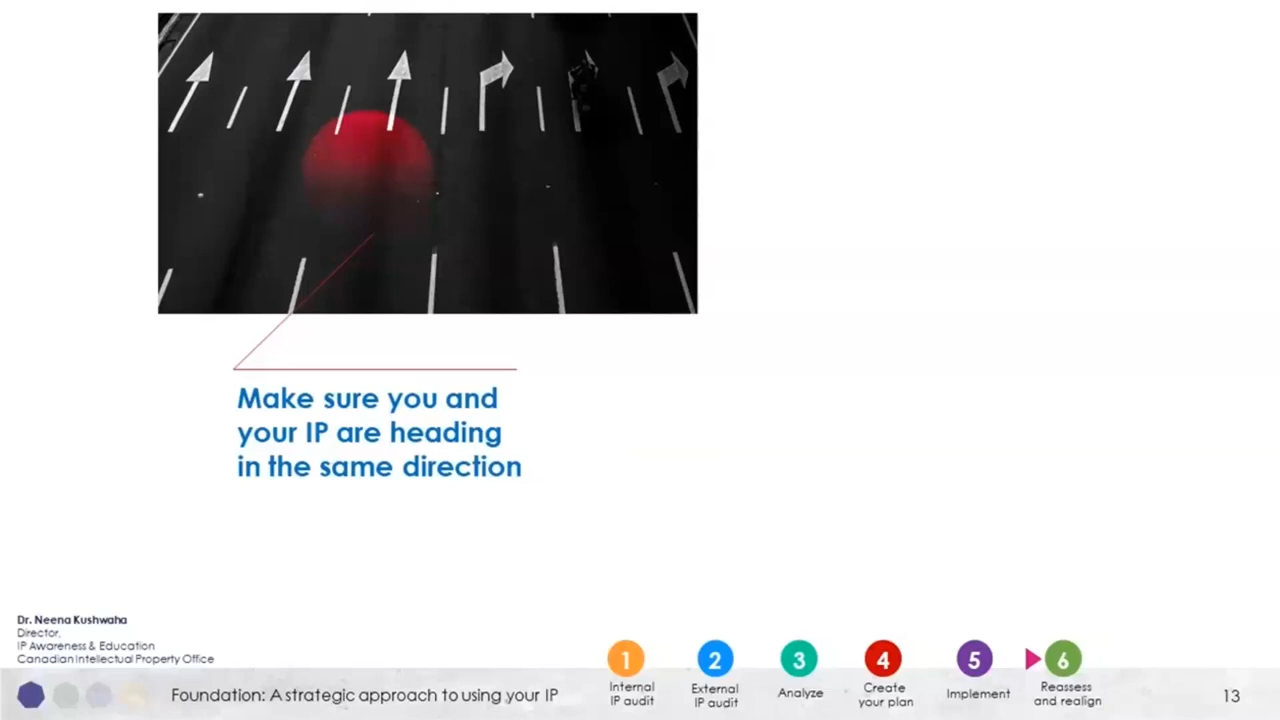 Make sure you and
your IP are heading
in the same direction
Dr. Neena Kushwaha
Director,
IP Awareness & Education
Canadian Intellectual Property Office
Foundation: A strategic approach to using your IP
1
Internal
IP audit
2
External
IP audit
3
Analyze
4
Create
your plan
5
Implement
6
Reassess
and realign
13